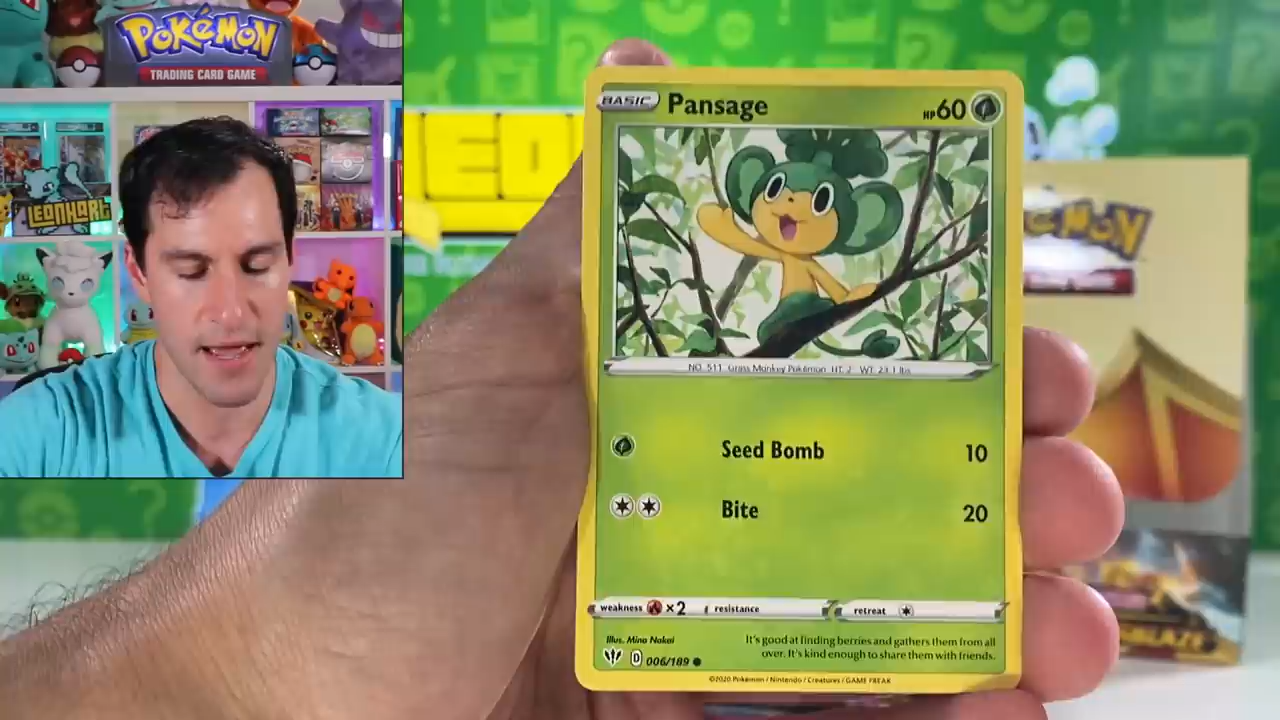 POKéMON
TRADING CARD GAME
LEONHART
BASIC Pansage HP 60
NO. 511 Grass Monkey Pokémon HT: 2' WT: 23.1 lbs.
Seed Bomb 10
Bite 20
weakness ×2 resistance retreat
Illus. Mina Nakai
It's good at finding berries and gathers them from all
over. It's kind enough to share them with friends.
D 006/189
©2020 Pokémon / Nintendo / Creatures / GAME FREAK